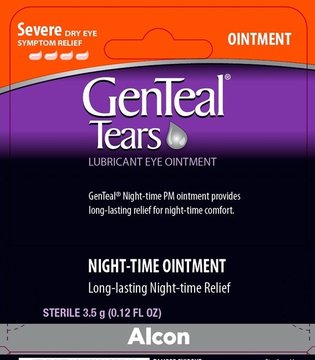 Severe DRY EYE
SYMPTOM RELIEF
OINTMENT
GenTeal®
Tears
LUBRICANT EYE OINTMENT
GenTeal® Night-time PM ointment provides
long-lasting relief for night-time comfort.
NIGHT-TIME OINTMENT
Long-lasting Night-time Relief
STERILE 3.5 g (0.12 FL OZ)
Alcon